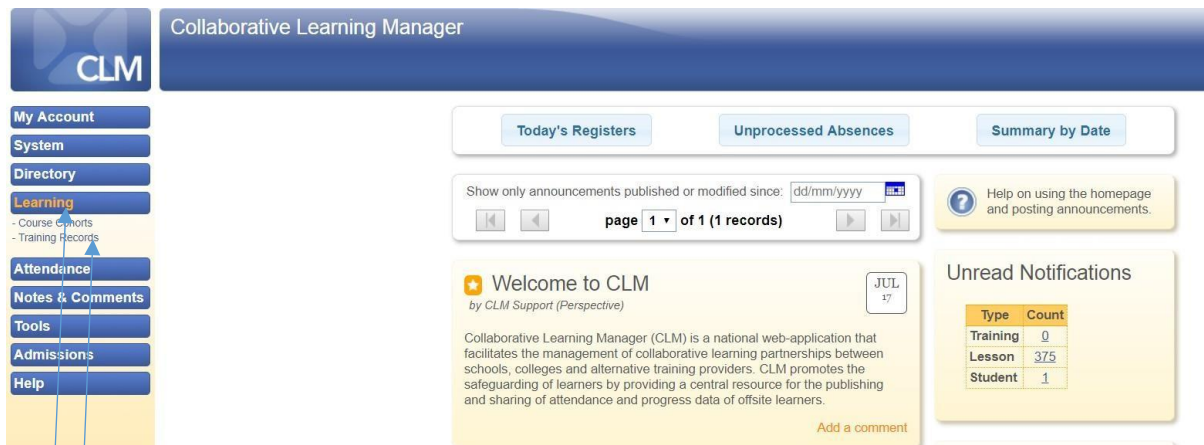 CLM
Collaborative Learning Manager
My Account
System
Directory
Learning
- Course Cohorts
- Training Records
Attendance
Notes & Comments
Tools
Admissions
Help
Today's Registers
Unprocessed Absences
Summary by Date
Show only announcements published or modified since: dd/mm/yyyy
page 1 of 1 (1 records)
Help on using the homepage
and posting announcements.
Welcome to CLM
by CLM Support (Perspective)
JUL
17
Collaborative Learning Manager (CLM) is a national web-application that
facilitates the management of collaborative learning partnerships between
schools, colleges and alternative training providers. CLM promotes the
safeguarding of learners by providing a central resource for the publishing
and sharing of attendance and progress data of offsite learners.
Add a comment
Unread Notifications
Type Count
Training 0
Lesson 375
Student 1